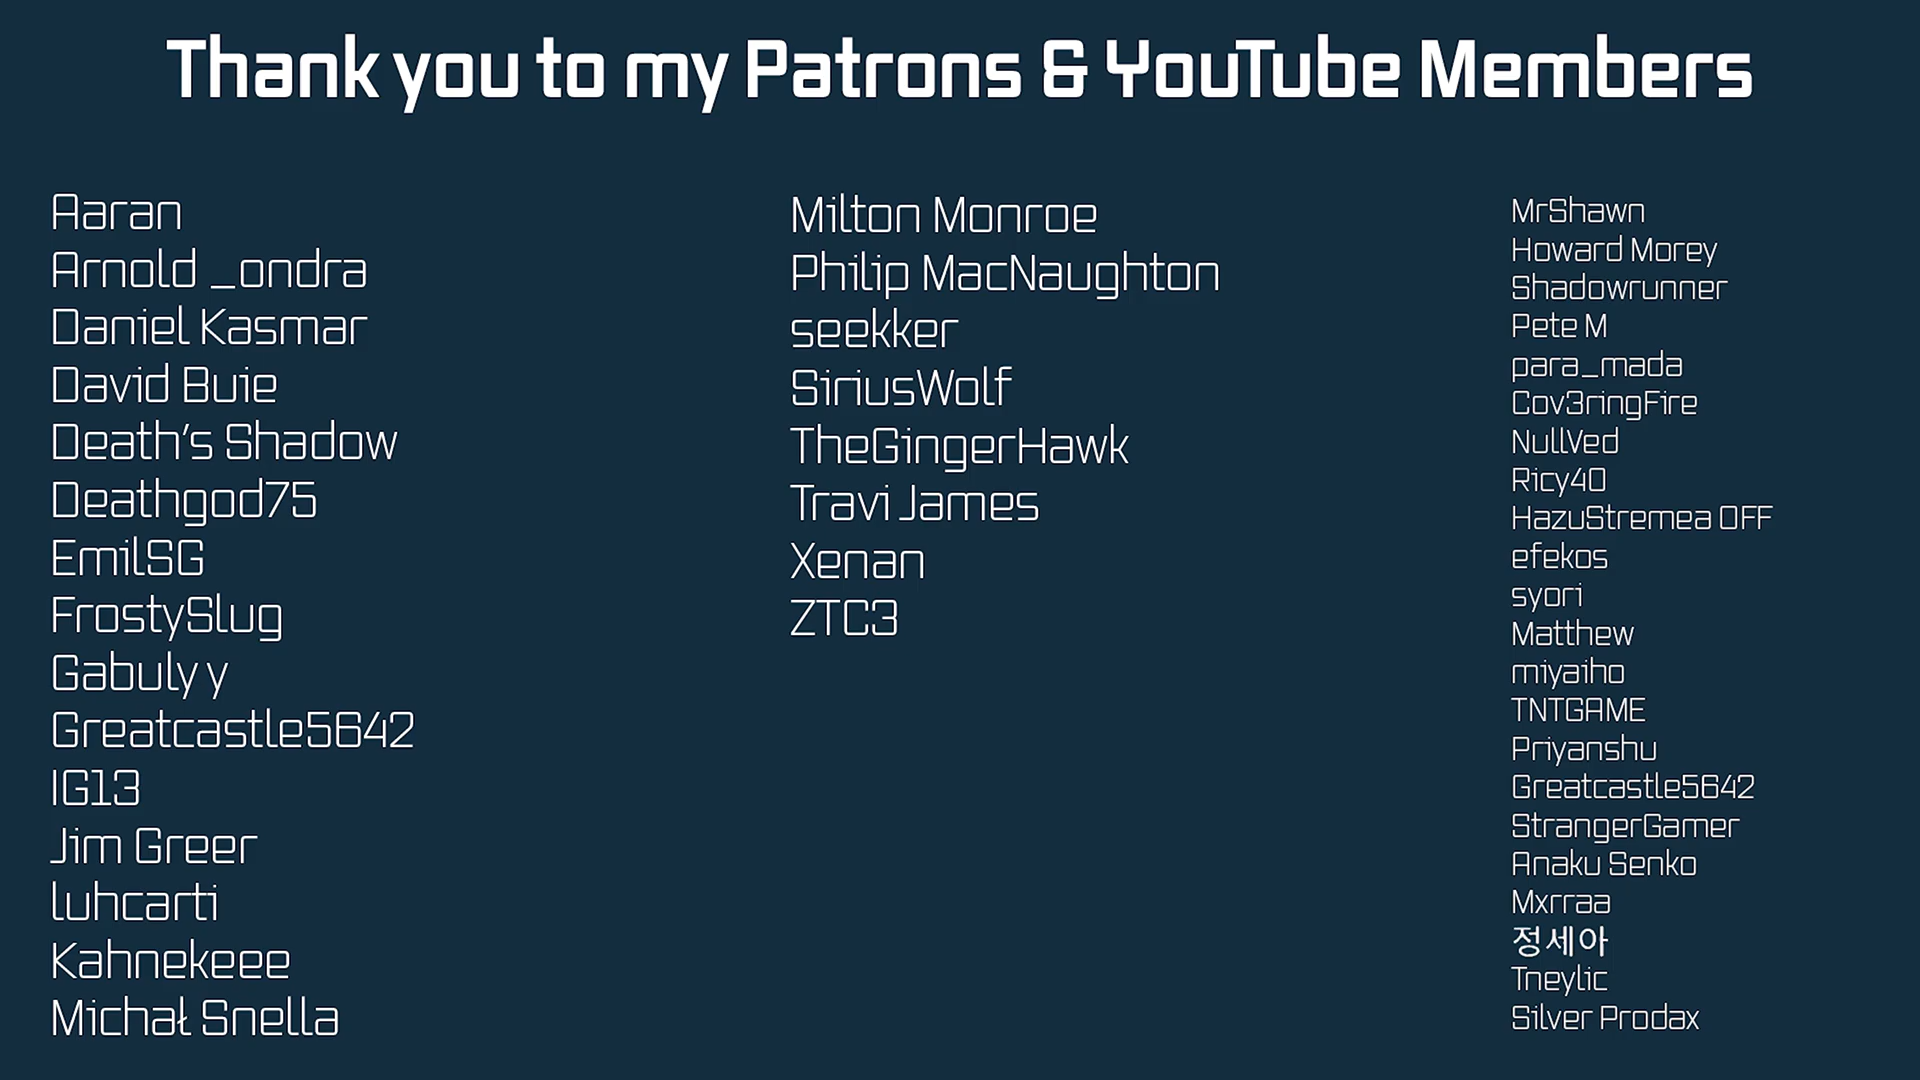 Thank you to my Patrons & YouTube Members
Aaran
Arnold _ondra
Daniel Kasmar
David Buie
Death's Shadow
Deathgod75
EmilSG
FrostySlug
Gabuly y
Greatcastle5642
IG13
Jim Greer
luhcarti
Kahnekeee
Michał Snella
Milton Monroe
Philip MacNaughton
seekker
SiriusWolf
TheGingerHawk
Travi James
Xenan
ZTC3
MrShawn
Howard Morey
Shadowrunner
Pete M
para_mada
Cov3ringFire
NullVed
Ricy40
HazuStremea OFF
efekos
syori
Matthew
miyaiho
TNTGAME
Priyanshu
Greatcastle5642
StrangerGamer
Anaku Senko
Mxrraa
정세아
Tneylic
Silver Prodax